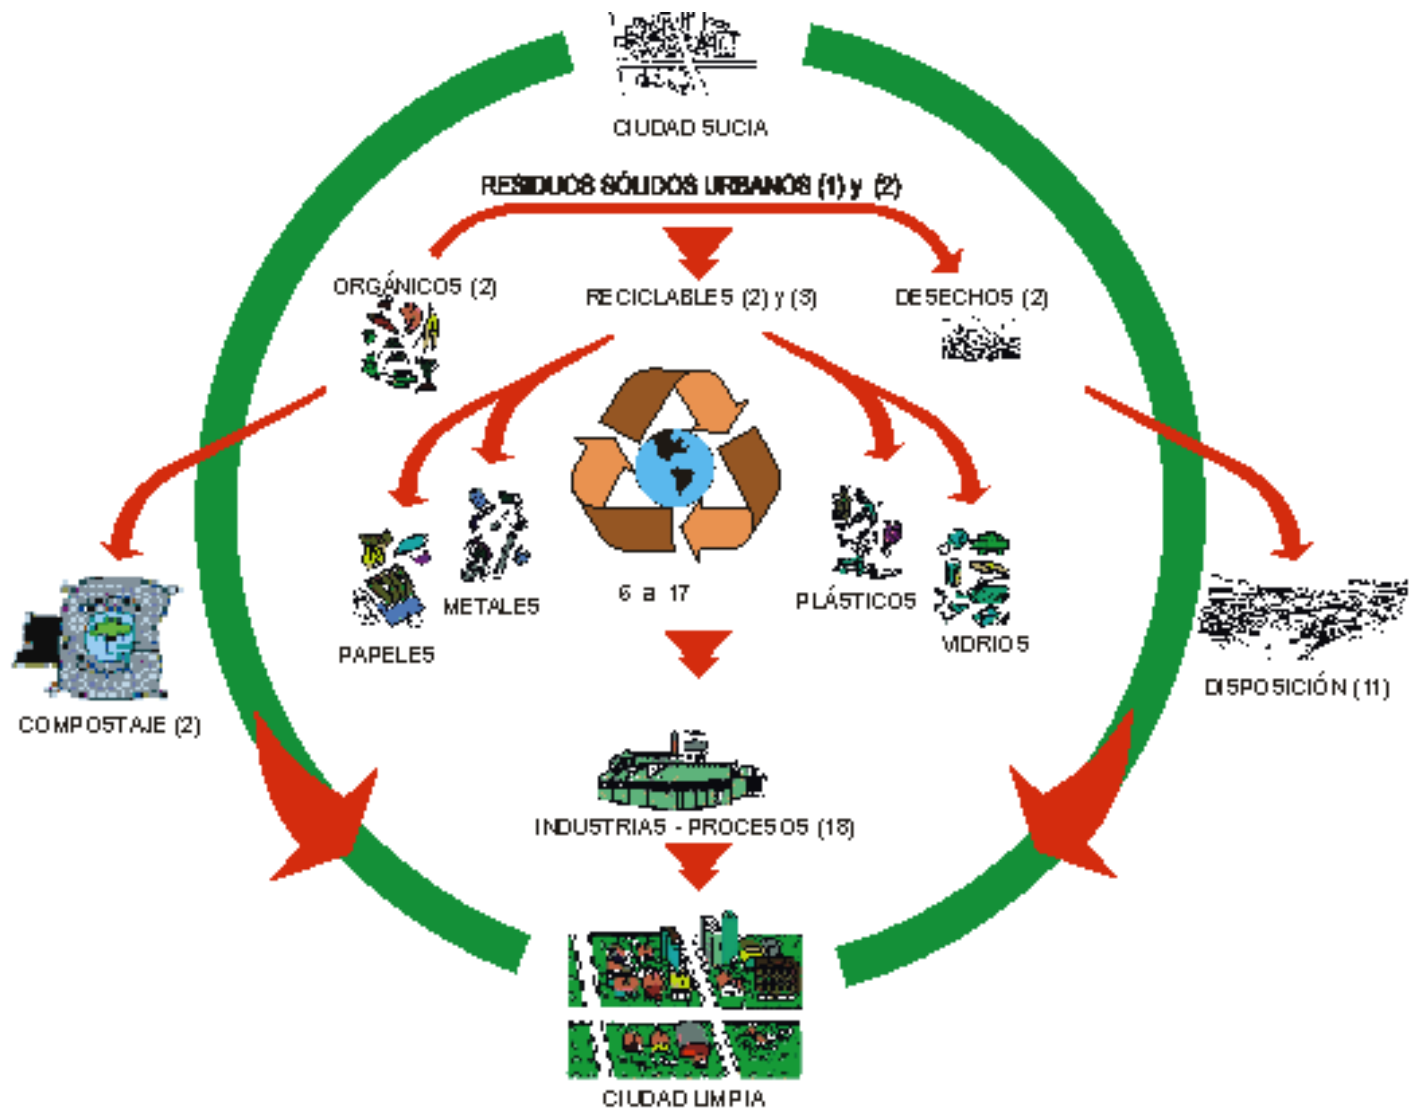 CIUDAD SUCIA
RESIDUOS SÓLIDOS URBANOS (1) y (2)
ORGÁNICOS (2)
RECICLABLES (2) y (3)
DESECHOS (2)
METALES
6 a 17
PLÁSTICOS
PAPELES
VIDRIOS
COMPOSTAJE (2)
DISPOSICIÓN (11)
INDUSTRIAS - PROCESOS (18)
CIUDAD LIMPIA